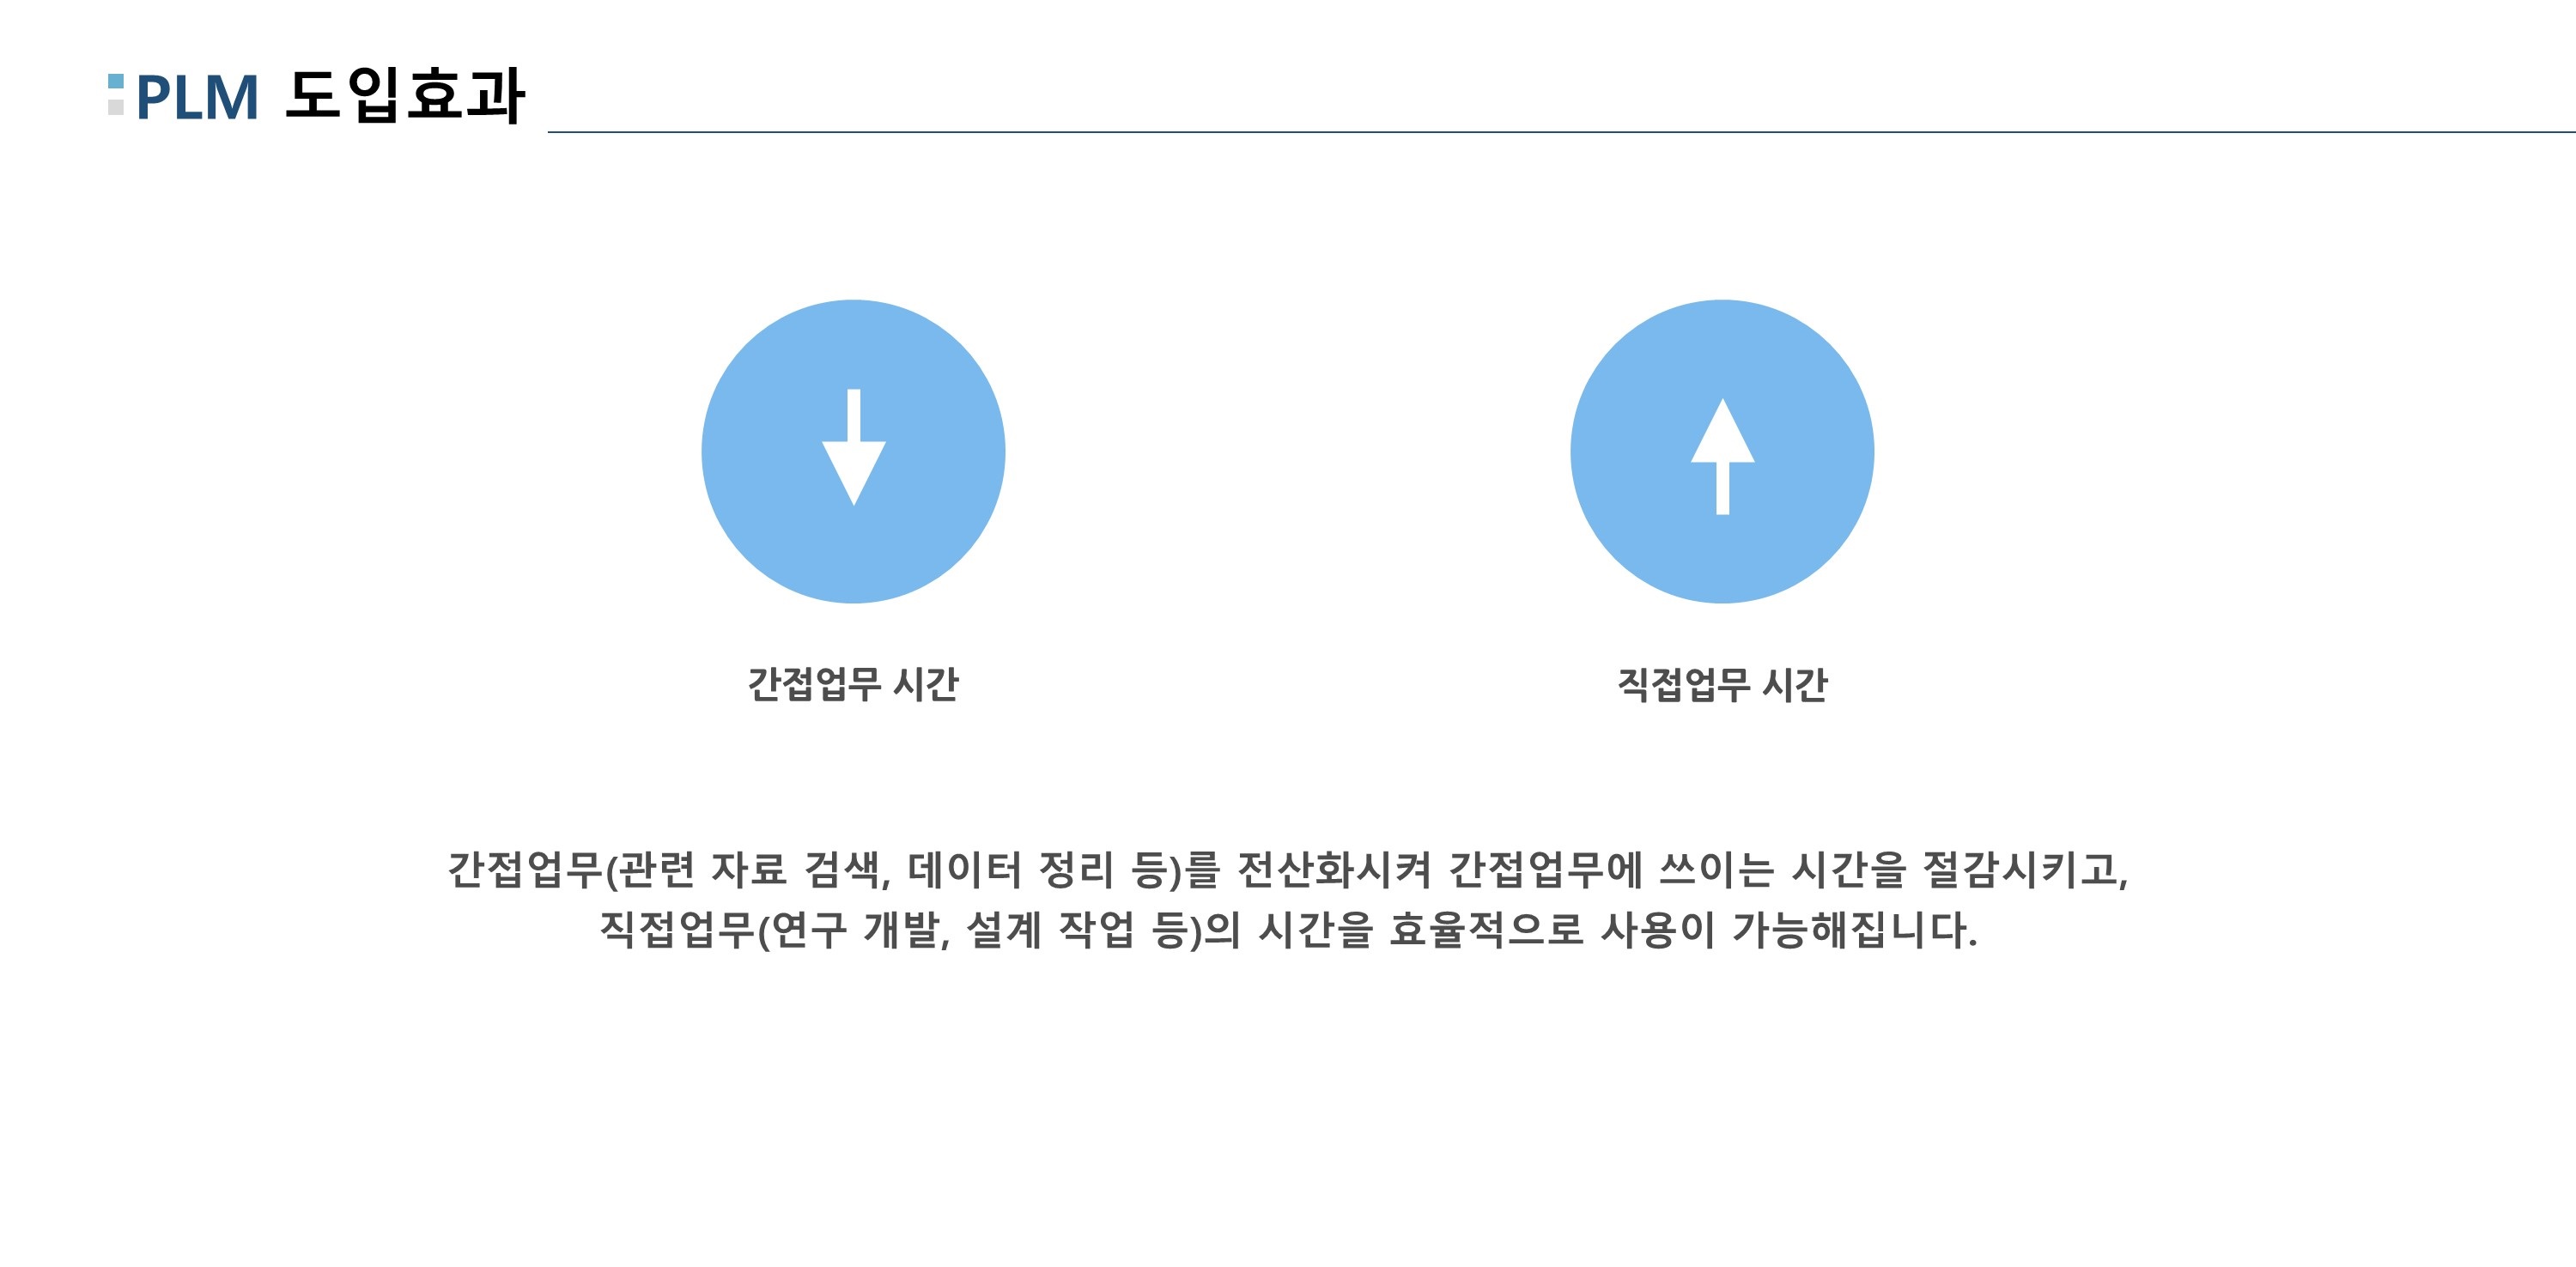 PLM 도입효과
간접업무 시간
직접업무 시간
간접업무(관련 자료 검색, 데이터 정리 등)를 전산화시켜 간접업무에 쓰이는 시간을 절감시키고,
직접업무(연구 개발, 설계 작업 등)의 시간을 효율적으로 사용이 가능해집니다.